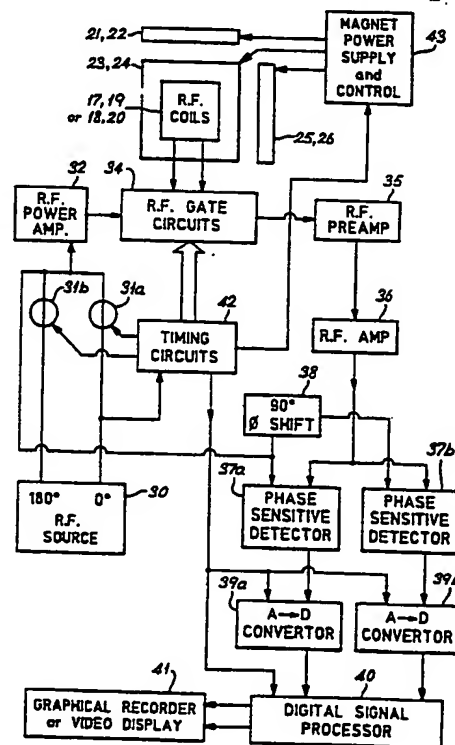 21, 22
MAGNET
POWER
SUPPLY
and
CONTROL
43
23, 24
17, 19
or 18, 20
R.F.
COILS
25, 26
32
34
35
R.F.
POWER
AMP.
R.F. GATE
CIRCUITS
R.F.
PREAMP
31b
31a
42
36
TIMING
CIRCUITS
R.F. AMP
38
90°
Ø SHIFT
37a
37b
180° 0°
R.F.
SOURCE
30
PHASE
SENSITIVE
DETECTOR
PHASE
SENSITIVE
DETECTOR
39a
A→D
CONVERTOR
A→D
CONVERTOR
41
40
GRAPHICAL RECORDER
or VIDEO DISPLAY
DIGITAL SIGNAL
PROCESSOR